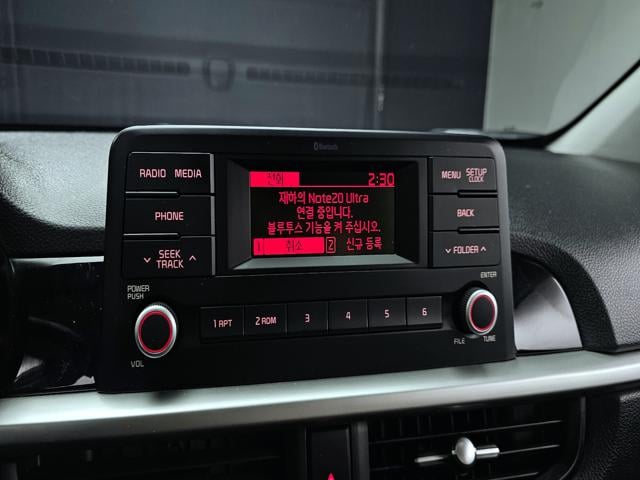 Bluetooth
RADIO MEDIA
PHONE
SEEK
TRACK
전화 2:30
재하의 Note20 Ultra
연결 중입니다.
블루투스 기능을 켜 주십시오.
1 취소 2 신규 등록
MENU SETUP
CLOCK
BACK
FOLDER
POWER
PUSH
VOL
1 RPT 2 RDM 3 4 5 6
ENTER
FILE TUNE